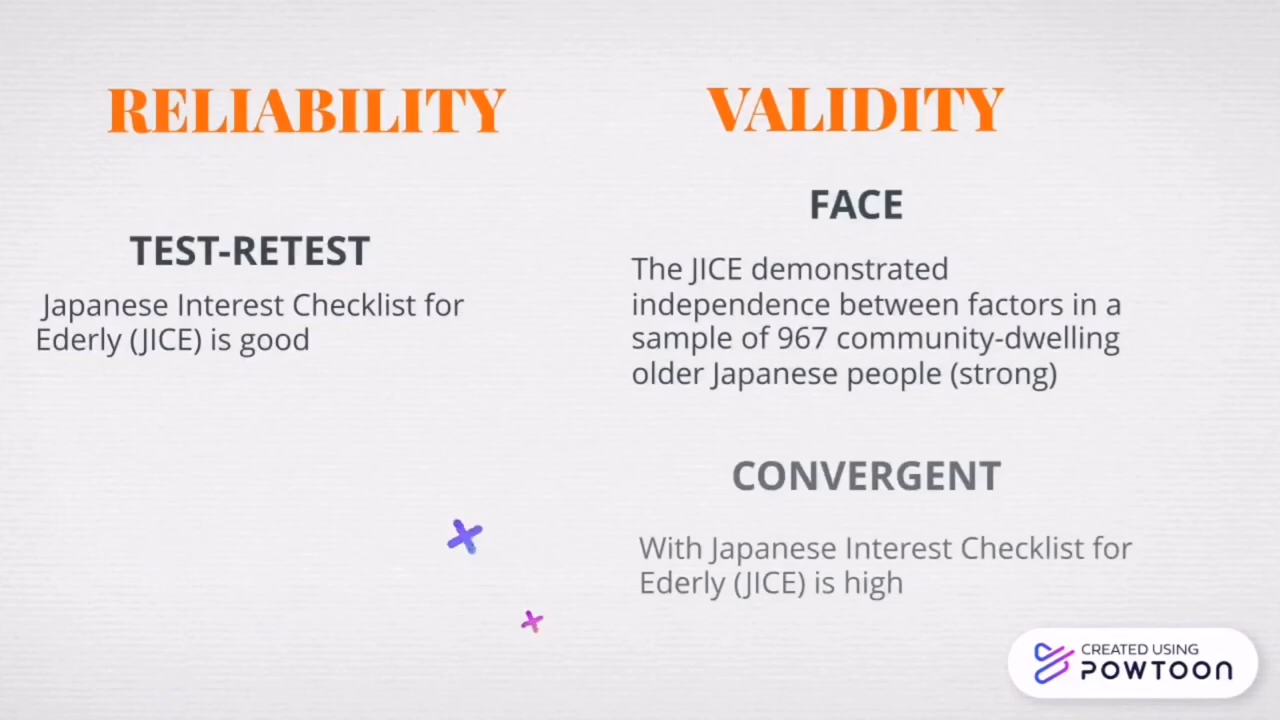 RELIABILITY
TEST-RETEST
Japanese Interest Checklist for
Ederly (JICE) is good
VALIDITY
FACE
The JICE demonstrated
independence between factors in a
sample of 967 community-dwelling
older Japanese people (strong)
CONVERGENT
With Japanese Interest Checklist for
Ederly (JICE) is high
CREATED USING
POWTOON